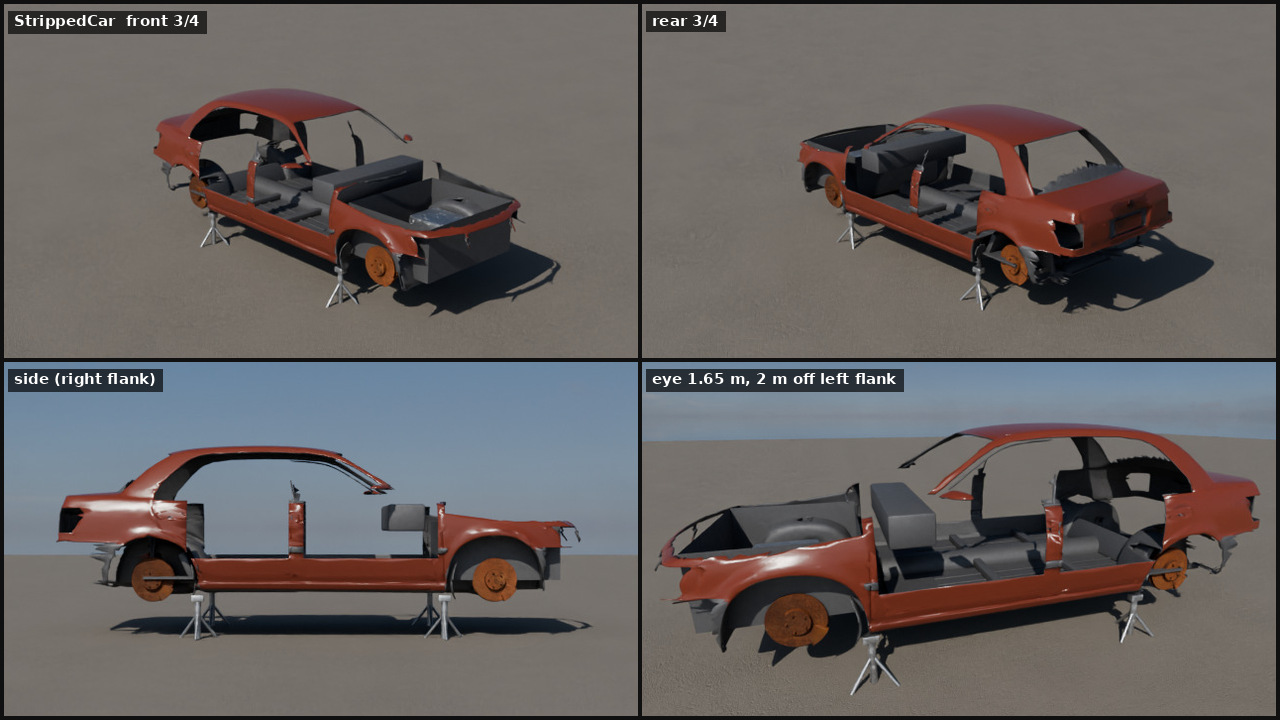 StrippedCar  front 3/4
rear 3/4
side (right flank)
eye 1.65 m, 2 m off left flank